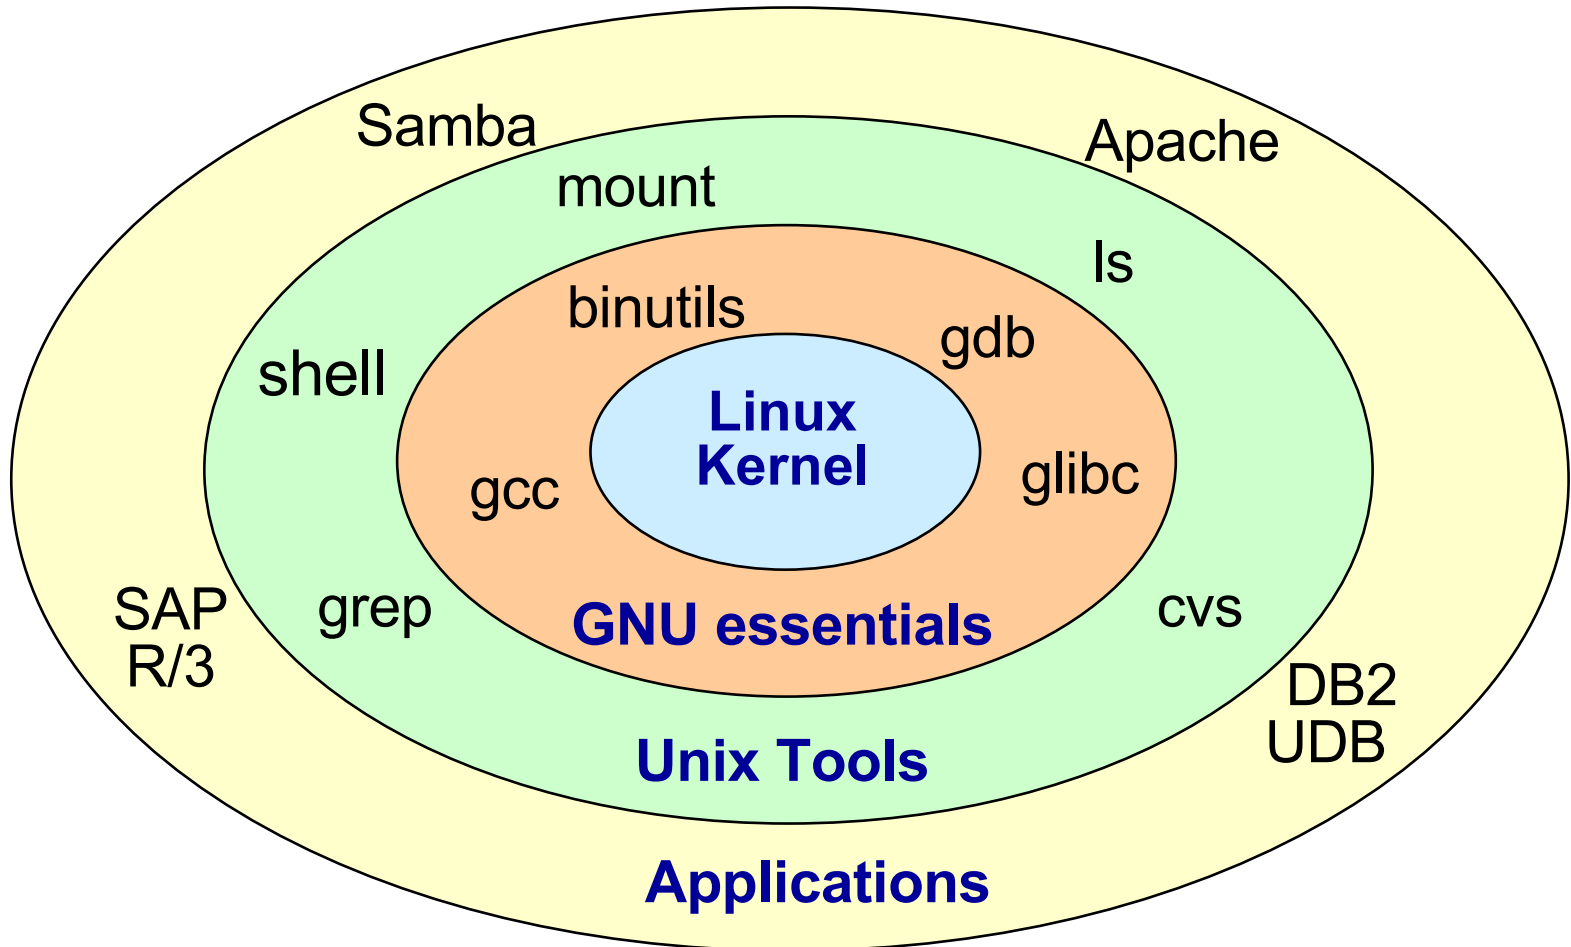 Samba
Apache
mount
ls
binutils
gdb
shell
Linux
Kernel
gcc
glibc
SAP
R/3
grep
GNU essentials
cvs
DB2
UDB
Unix Tools
Applications